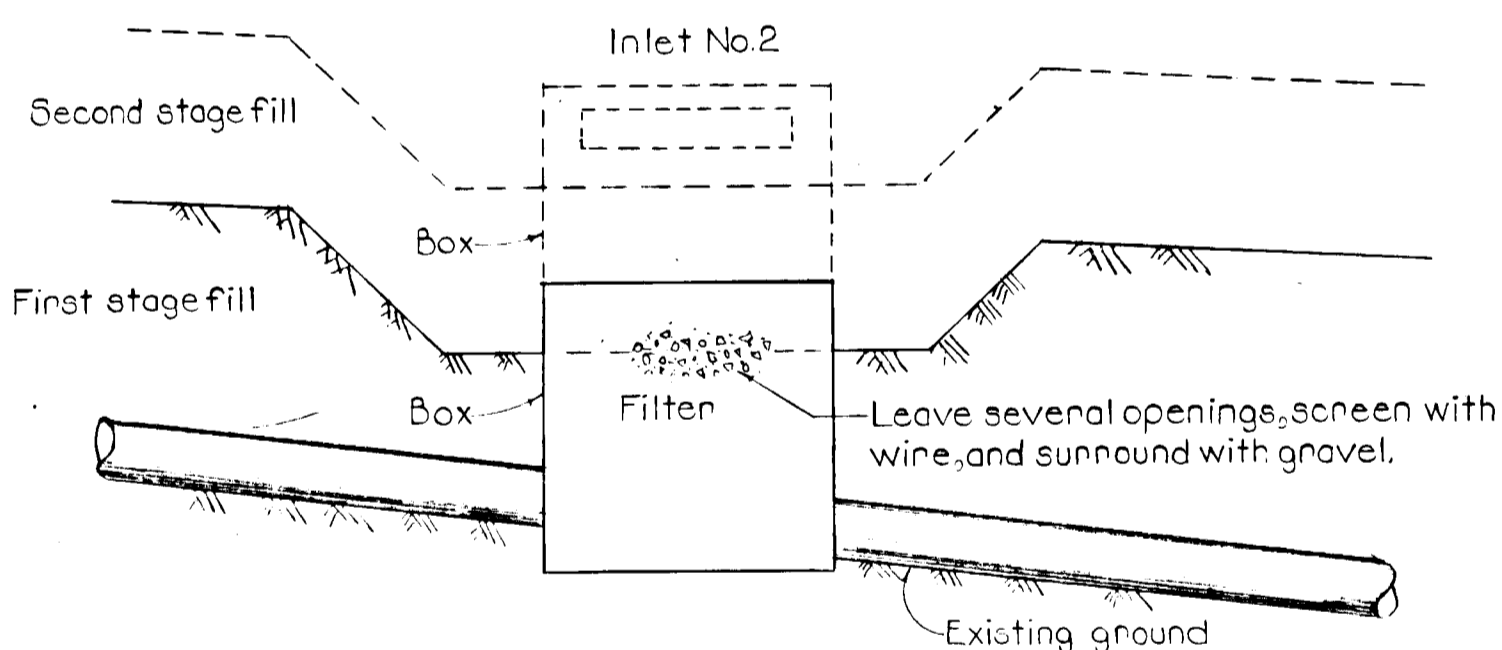 Inlet No.2
Second stage fill
Box
First stage fill
Box
Filter
Leave several openings, screen with
wire, and surround with gravel.
Existing ground